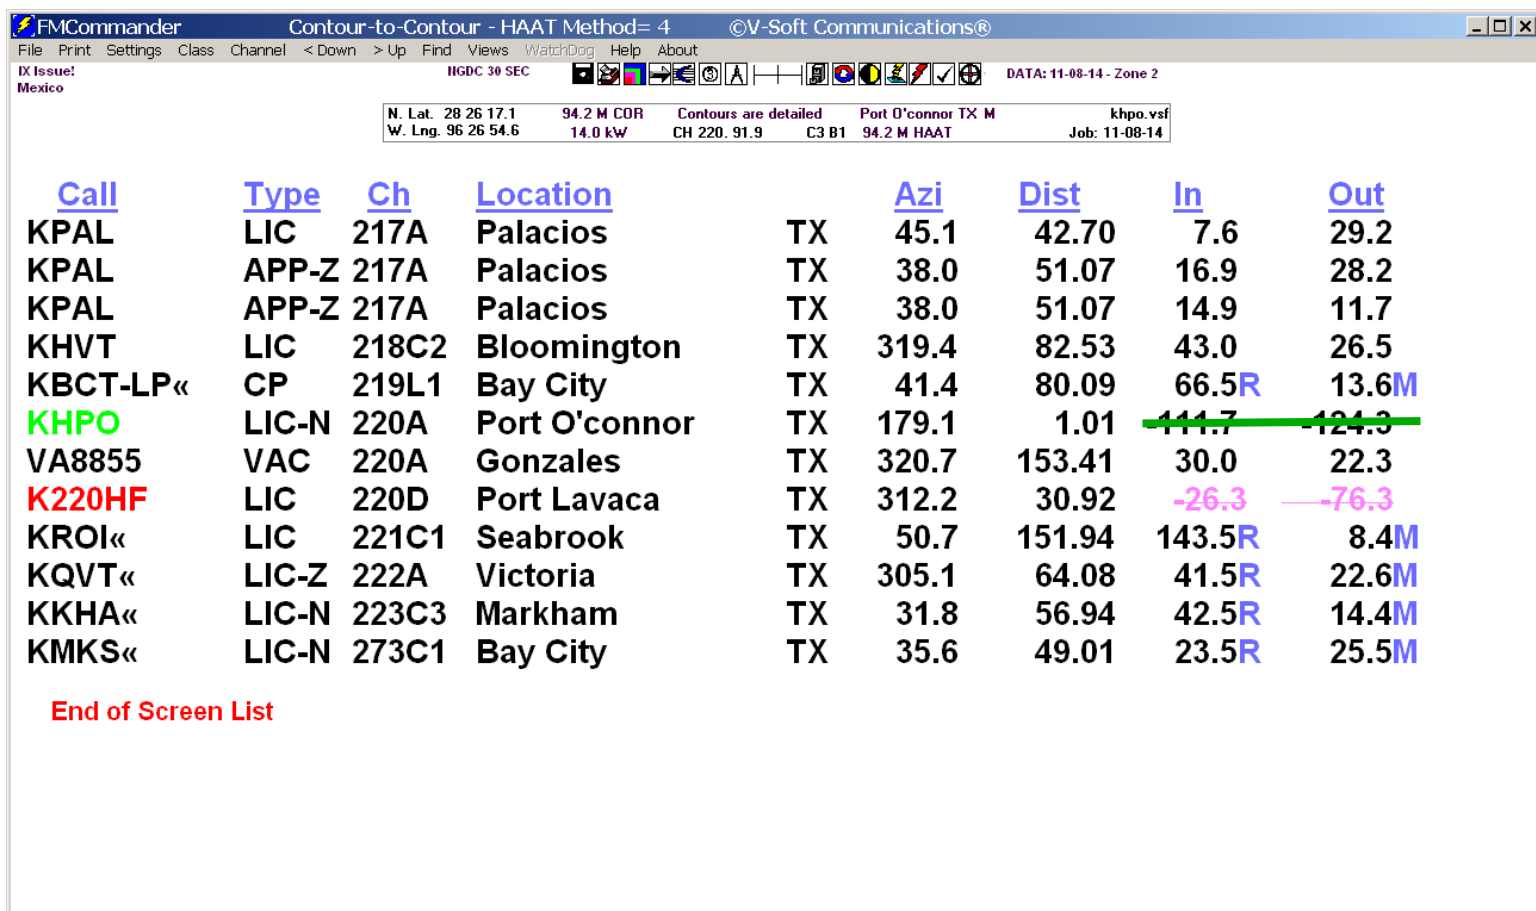 FMCommander Contour-to-Contour - HAAT Method= 4 ©V-Soft Communications®
File Print Settings Class Channel < Down > Up Find Views WatchDog Help About
IX Issue! NGDC 30 SEC DATA: 11-08-14 - Zone 2
Mexico
N. Lat. 28 26 17.1 94.2 M COR Contours are detailed Port O'connor TX M khpo.vsf
W. Lng. 96 26 54.6 14.0 kW CH 220. 91.9 C3 B1 94.2 M HAAT Job: 11-08-14
Call Type Ch Location Azi Dist In Out
KPAL LIC 217A Palacios TX 45.1 42.70 7.6 29.2
KPAL APP-Z 217A Palacios TX 38.0 51.07 16.9 28.2
KPAL APP-Z 217A Palacios TX 38.0 51.07 14.9 11.7
KHVT LIC 218C2 Bloomington TX 319.4 82.53 43.0 26.5
KBCT-LP« CP 219L1 Bay City TX 41.4 80.09 66.5R 13.6M
KHPO LIC-N 220A Port O'connor TX 179.1 1.01 -111.7 -124.3
VA8855 VAC 220A Gonzales TX 320.7 153.41 30.0 22.3
K220HF LIC 220D Port Lavaca TX 312.2 30.92 -26.3 -76.3
KROI« LIC 221C1 Seabrook TX 50.7 151.94 143.5R 8.4M
KQVT« LIC-Z 222A Victoria TX 305.1 64.08 41.5R 22.6M
KKHA« LIC-N 223C3 Markham TX 31.8 56.94 42.5R 14.4M
KMKS« LIC-N 273C1 Bay City TX 35.6 49.01 23.5R 25.5M
End of Screen List